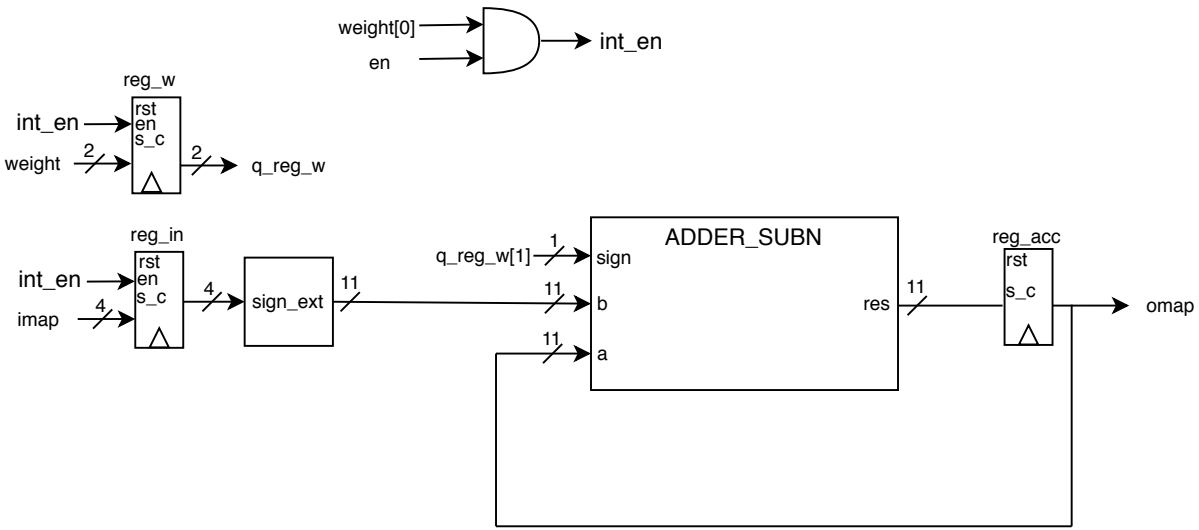 weight[0]
en
int_en
reg_w
rst
int_en
en
s_c
weight
2
2
q_reg_w
reg_in
rst
int_en
en
s_c
imap
4
4
sign_ext
11
ADDER_SUBN
q_reg_w[1]
1
sign
11
b
11
a
res
11
reg_acc
rst
s_c
omap